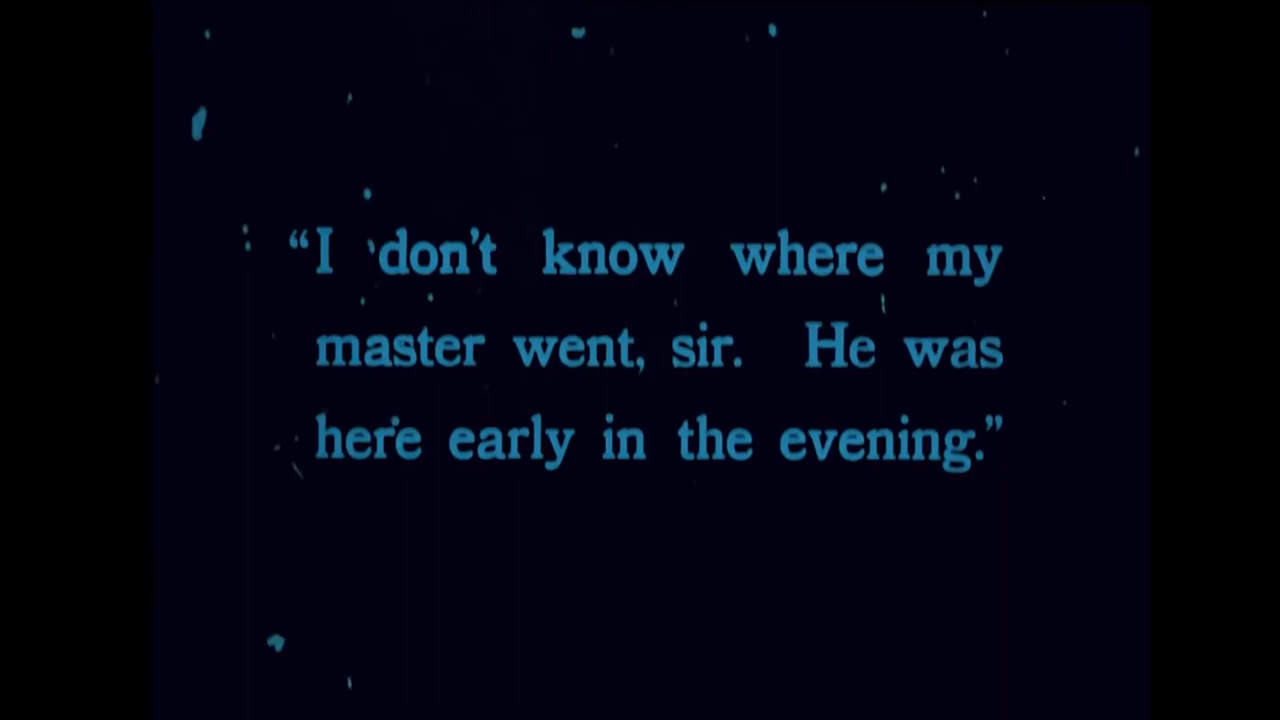 “I don’t know where my
master went, sir. He was
here early in the evening.”